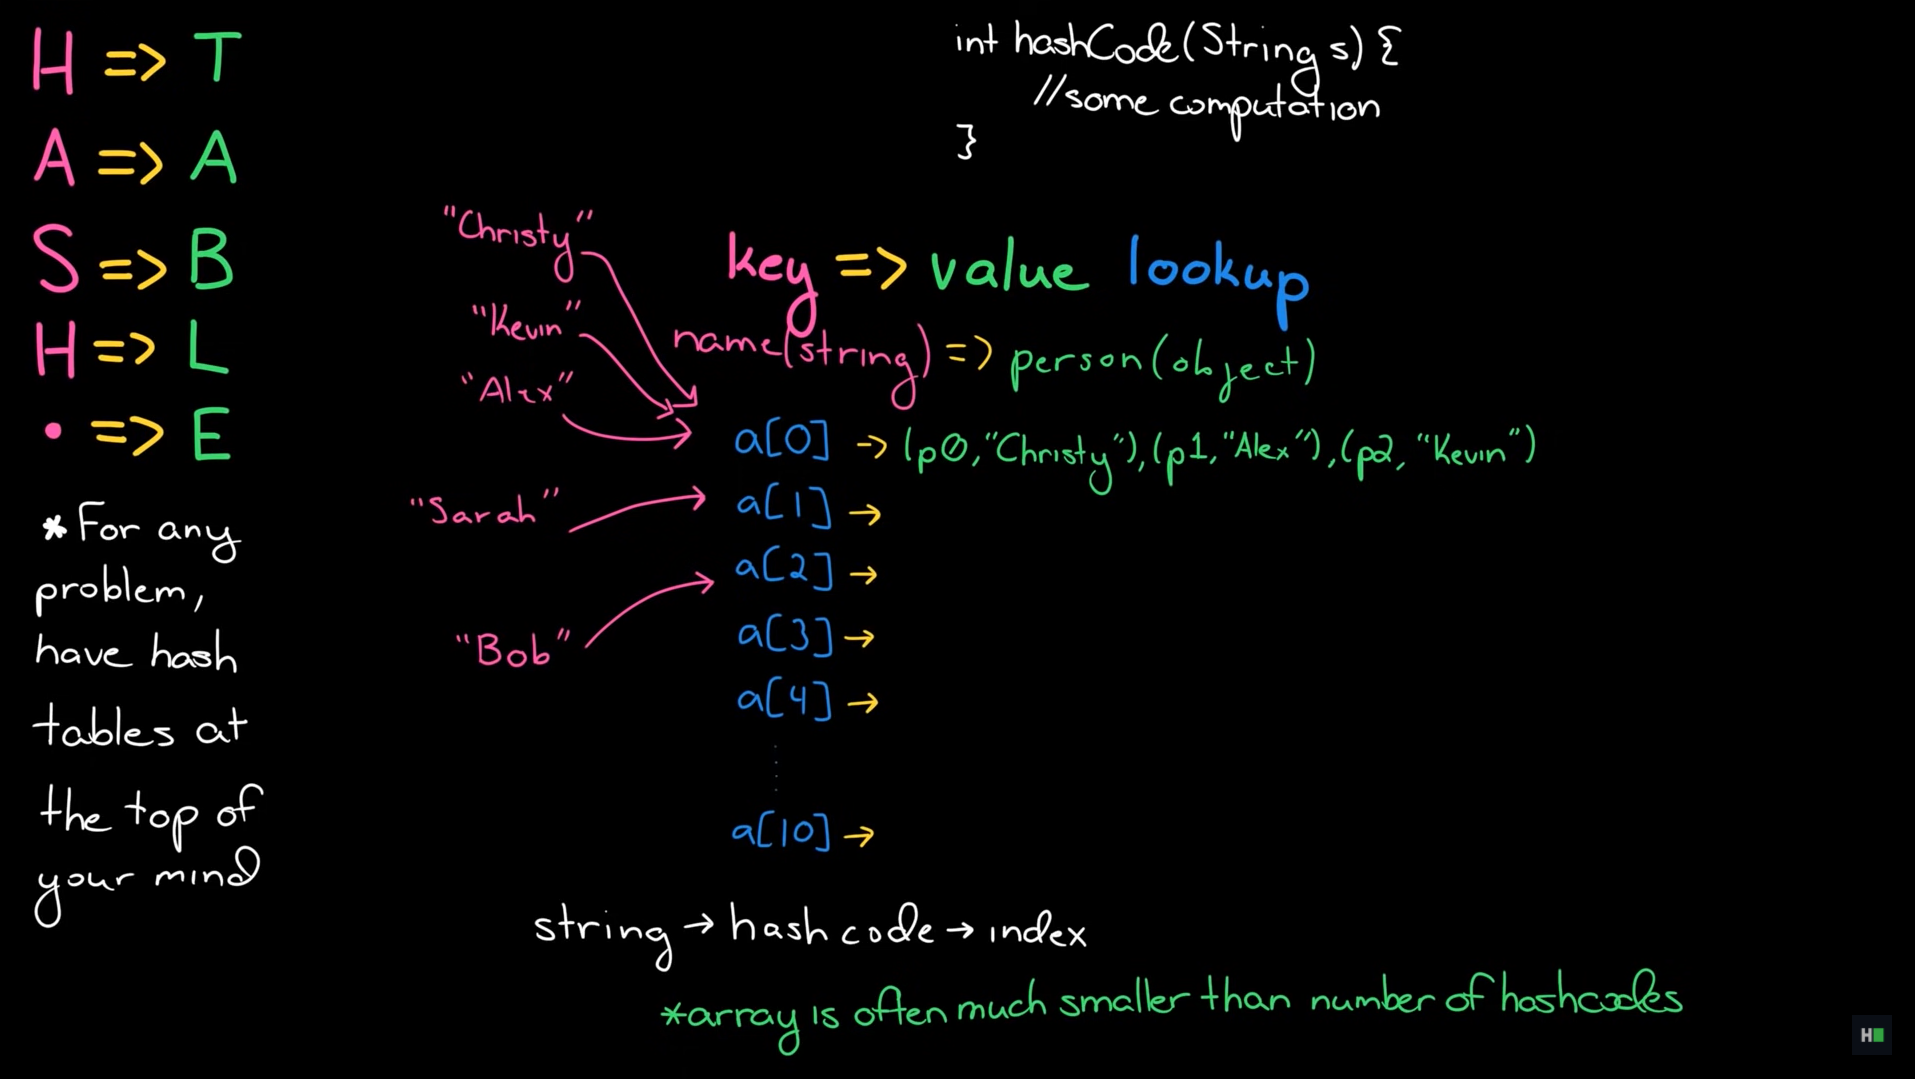 H => T
A => A
S => B
H => L
• => E
*For any
problem,
have hash
tables at
the top of
your mind
int hashCode(String s) {
//some computation
}
key => value lookup
name(string) => person(object)
"Christy"
"Kevin"
"Alex"
"Sarah"
"Bob"
a[0] → (p0,"Christy"),(p1,"Alex"),(p2,"Kevin")
a[1] →
a[2] →
a[3] →
a[4] →
a[10] →
string → hash code → index
*array is often much smaller than number of hashcodes
H